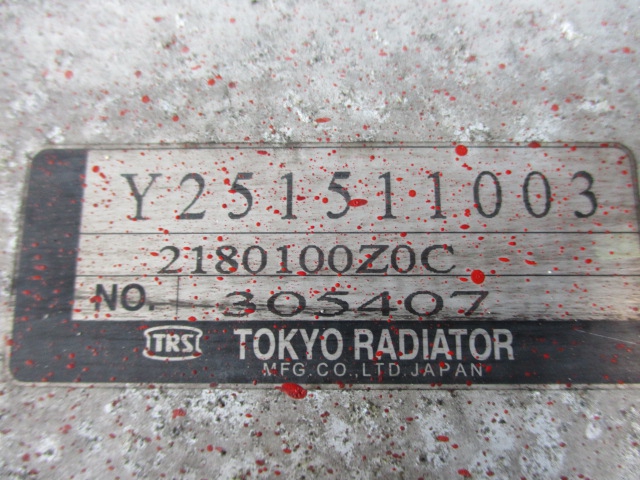 Y251511003
2180100Z0C
NO. 305407
TRS TOKYO RADIATOR
MFG.CO.,LTD.JAPAN